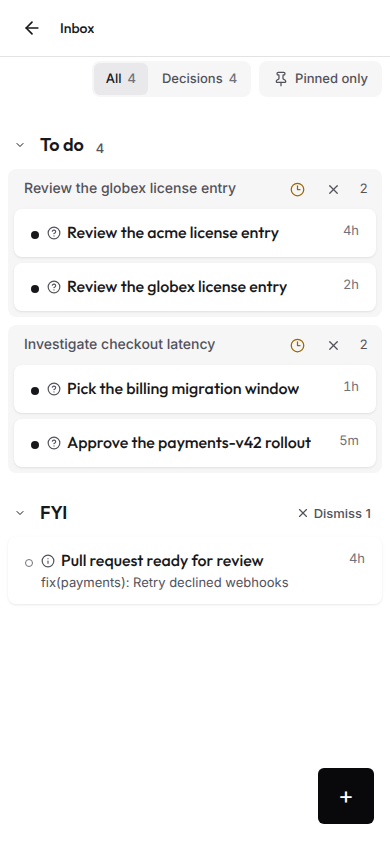 Inbox
All 4 Decisions 4 Pinned only
To do 4
Review the globex license entry 2
Review the acme license entry 4h
Review the globex license entry 2h
Investigate checkout latency 2
Pick the billing migration window 1h
Approve the payments-v42 rollout 5m
FYI Dismiss 1
Pull request ready for review 4h
fix(payments): Retry declined webhooks
+